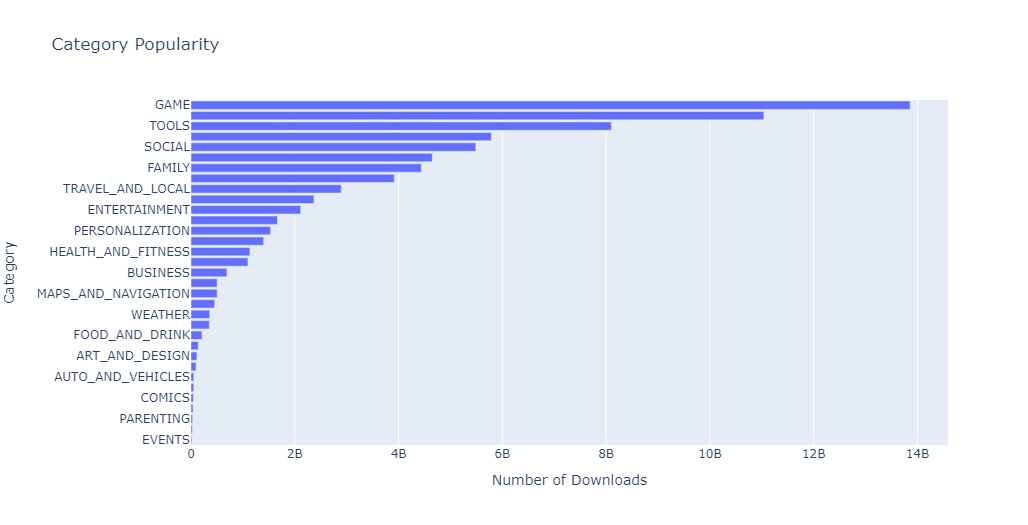 Category Popularity
GAME
TOOLS
SOCIAL
FAMILY
TRAVEL_AND_LOCAL
ENTERTAINMENT
PERSONALIZATION
HEALTH_AND_FITNESS
BUSINESS
MAPS_AND_NAVIGATION
WEATHER
FOOD_AND_DRINK
ART_AND_DESIGN
AUTO_AND_VEHICLES
COMICS
PARENTING
EVENTS
Category
0 2B 4B 6B 8B 10B 12B 14B
Number of Downloads